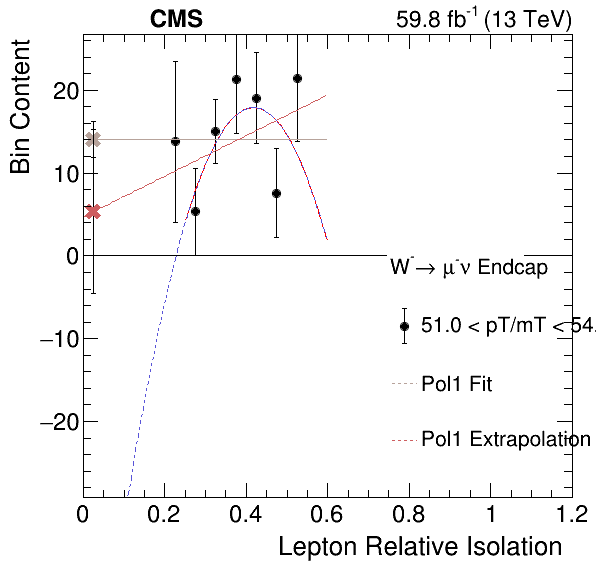 CMS 59.8 fb⁻¹ (13 TeV)
Bin Content
20
10
0
−10
−20
W⁻→ μ⁻ν Endcap
51.0 < pT/mT < 54.
Pol1 Fit
Pol1 Extrapolation
0 0.2 0.4 0.6 0.8 1 1.2
Lepton Relative Isolation